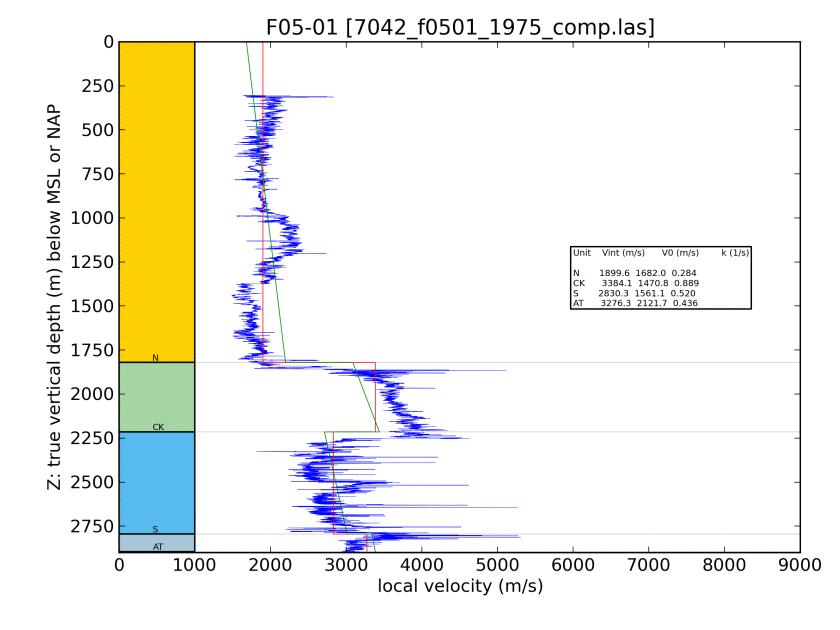 F05-01 [7042_f0501_1975_comp.las]
0
250
500
750
1000
1250
1500
1750
2000
2250
2500
2750
Z: true vertical depth (m) below MSL or NAP
N
CK
S
AT
Unit Vint (m/s) V0 (m/s) k (1/s)
N 1899.6 1682.0 0.284
CK 3384.1 1470.8 0.889
S 2830.3 1561.1 0.520
AT 3276.3 2121.7 0.436
0 1000 2000 3000 4000 5000 6000 7000 8000 9000
local velocity (m/s)